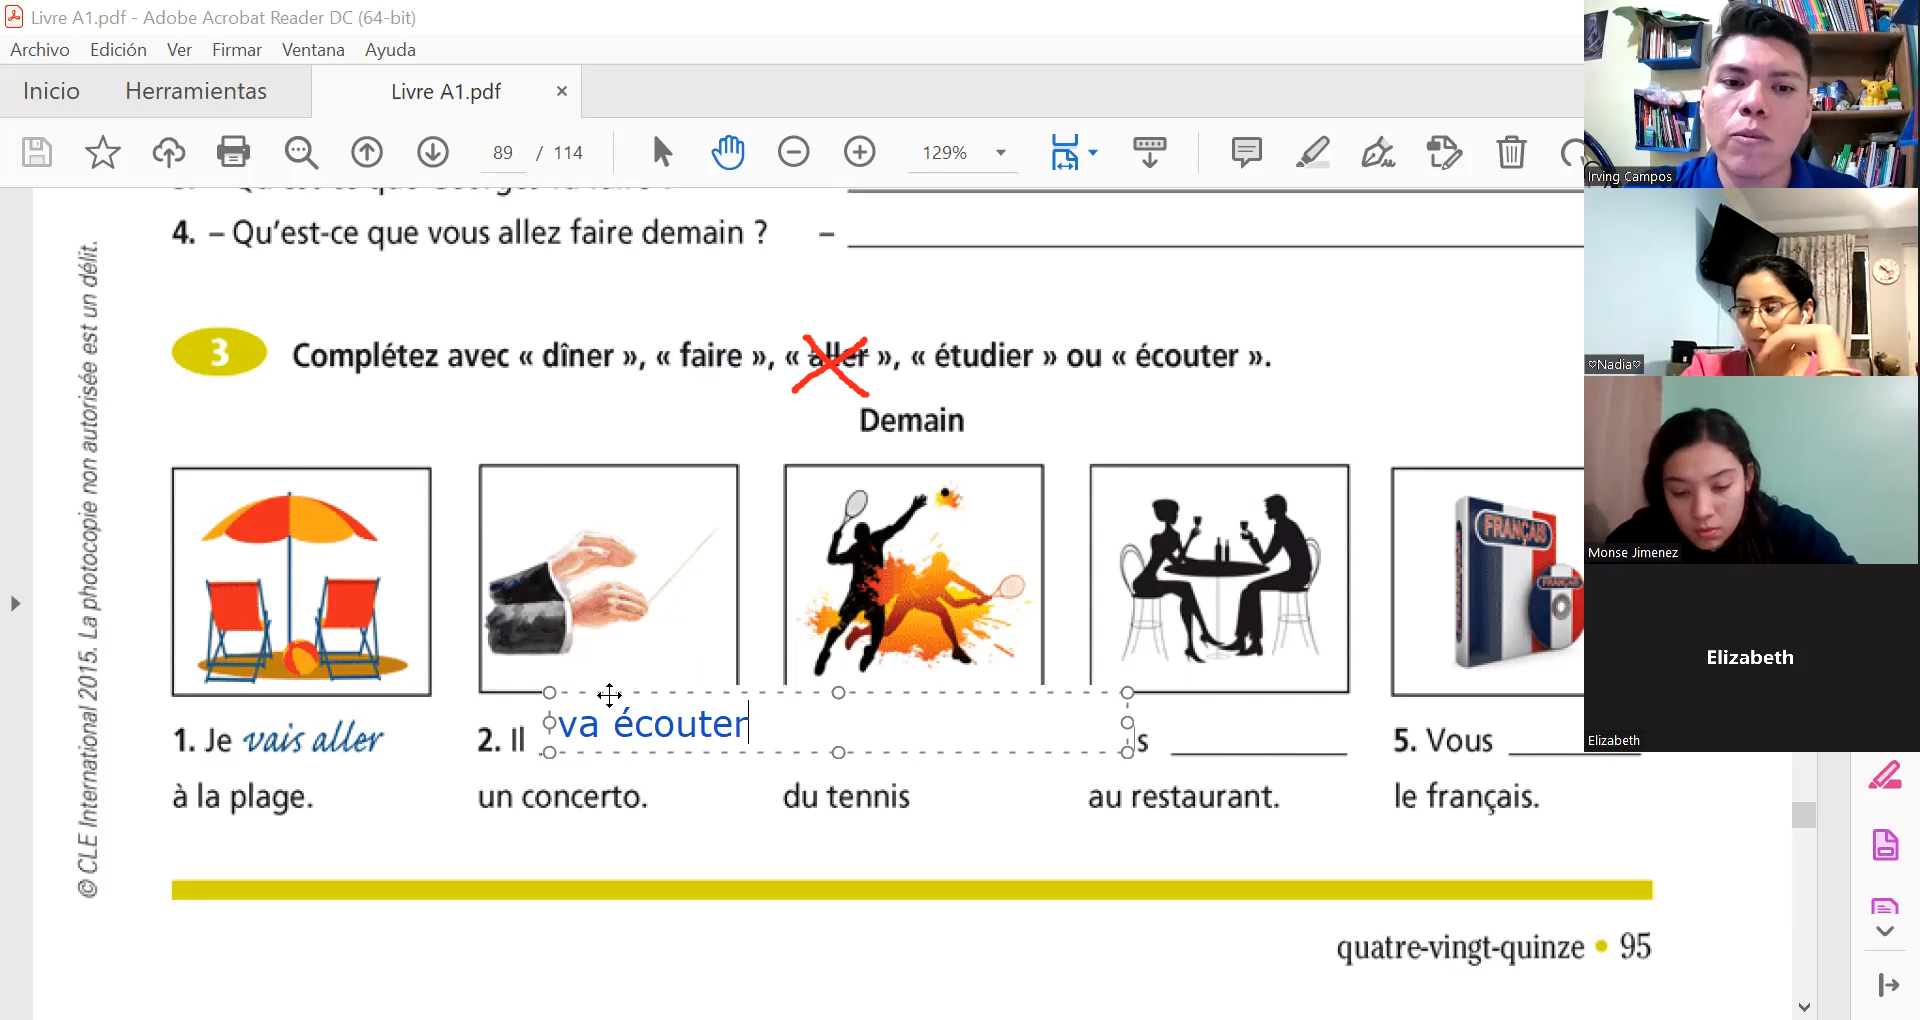 Livre A1.pdf - Adobe Acrobat Reader DC (64-bit)
Archivo Edición Ver Firmar Ventana Ayuda
Inicio Herramientas Livre A1.pdf ×
89 / 114 129%
4. – Qu'est-ce que vous allez faire demain ? –
3 Complétez avec « dîner », « faire », « aller », « étudier » ou « écouter ».
Demain
FRANÇAIS
FRANÇAIS
1. Je vais aller
à la plage.
2. Il va écouter
un concerto.
du tennis
s
au restaurant.
5. Vous
le français.
quatre-vingt-quinze • 95
© CLE International 2015. La photocopie non autorisée est un délit.
Irving Campos
♡Nadia♡
Monse Jimenez
Elizabeth
Elizabeth